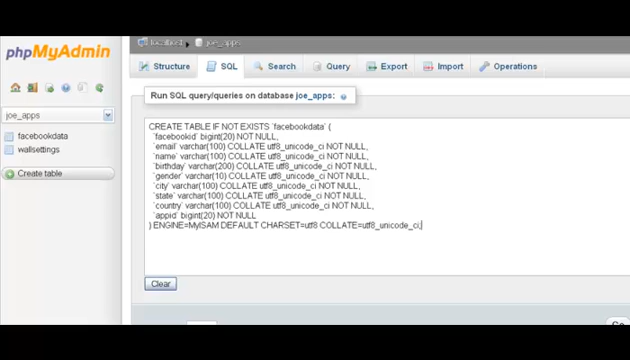 localhost ▸ joe_apps
phpMyAdmin
Structure SQL Search Query Export Import Operations
Run SQL query/queries on database joe_apps:
joe_apps
facebookdata
wallsettings
Create table
CREATE TABLE IF NOT EXISTS `facebookdata` (
`facebookid` bigint(20) NOT NULL,
`email` varchar(100) COLLATE utf8_unicode_ci NOT NULL,
`name` varchar(100) COLLATE utf8_unicode_ci NOT NULL,
`birthday` varchar(200) COLLATE utf8_unicode_ci NOT NULL,
`gender` varchar(10) COLLATE utf8_unicode_ci NOT NULL,
`city` varchar(100) COLLATE utf8_unicode_ci NOT NULL,
`state` varchar(100) COLLATE utf8_unicode_ci NOT NULL,
`country` varchar(100) COLLATE utf8_unicode_ci NOT NULL,
`appid` bigint(20) NOT NULL
) ENGINE=MyISAM DEFAULT CHARSET=utf8 COLLATE=utf8_unicode_ci;
Clear